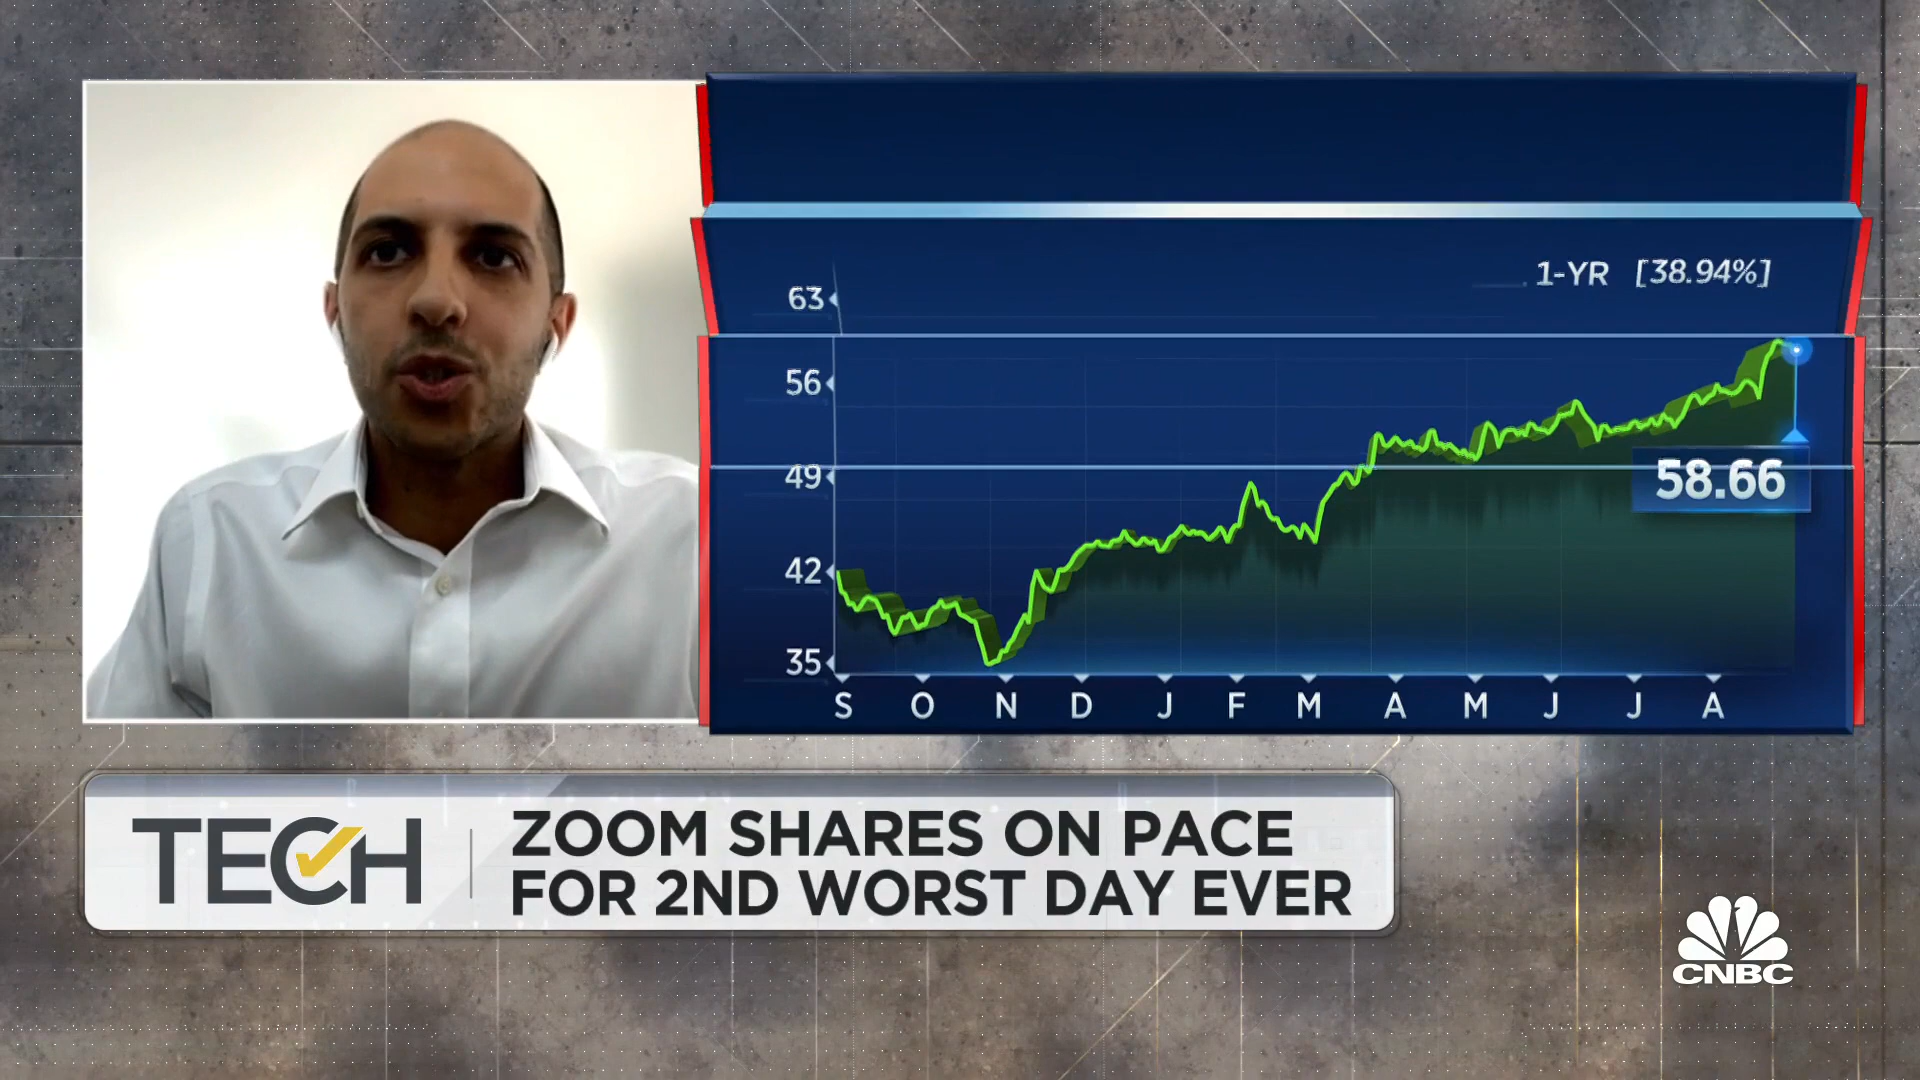 1-YR [38.94%]
63
56
49
42
35
58.66
S O N D J F M A M J J A
TECH
ZOOM SHARES ON PACE
FOR 2ND WORST DAY EVER
CNBC